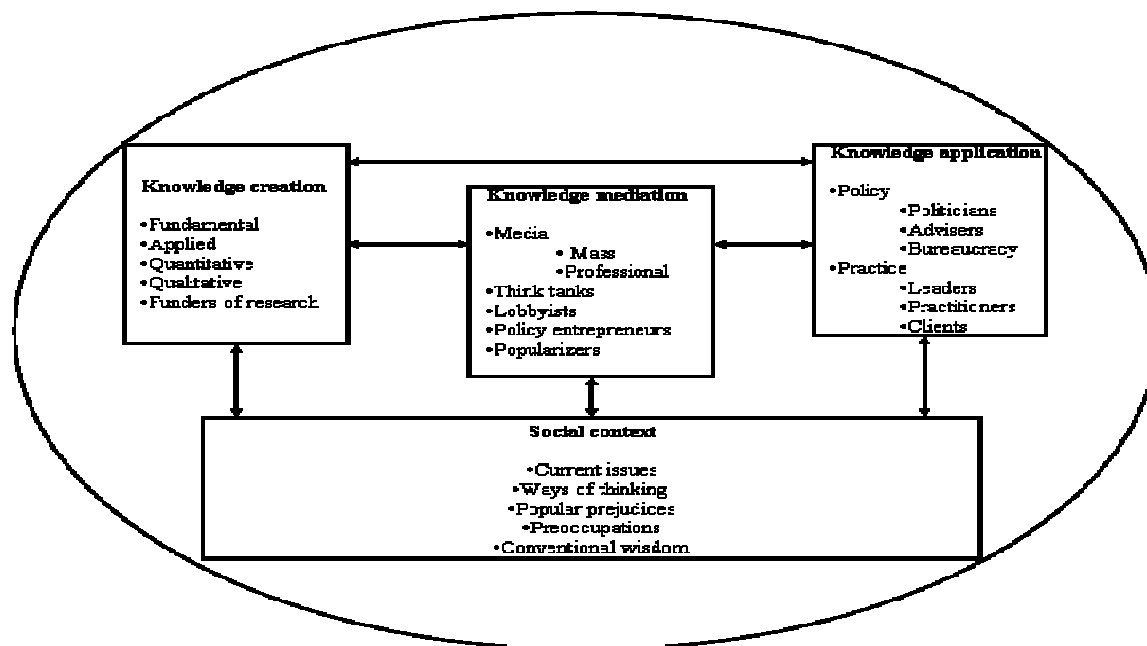 Knowledge creation
•Fundamental
•Applied
•Quantitative
•Qualitative
•Funders of research
Knowledge mediation
•Media
• Mass
•Professional
•Think tanks
•Lobbyists
•Policy entrepreneurs
•Popularizers
Knowledge application
•Policy
•Politicians
•Advisers
•Bureaucracy
•Practice
•Leaders
•Practitioners
•Clients
Social context
•Current issues
•Ways of thinking
•Popular prejudices
•Preoccupations
•Conventional wisdom